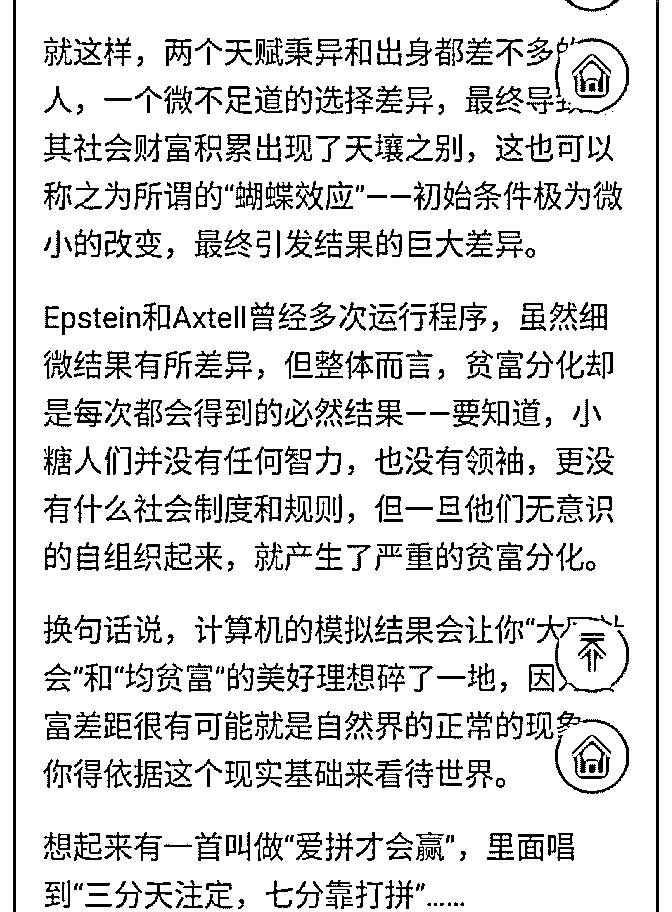 就这样，两个天赋秉异和出身都差不多的
人，一个微不足道的选择差异，最终导致
其社会财富积累出现了天壤之别，这也可以
称之为所谓的“蝴蝶效应”——初始条件极为微
小的改变，最终引发结果的巨大差异。
Epstein和Axtell曾经多次运行程序，虽然细
微结果有所差异，但整体而言，贫富分化却
是每次都会得到的必然结果——要知道，小
糖人们并没有任何智力，也没有领袖，更没
有什么社会制度和规则，但一旦他们无意识
的自组织起来，就产生了严重的贫富分化。
换句话说，计算机的模拟结果会让你“大
会”和“均贫富”的美好理想碎了一地，因
富差距很有可能就是自然界的正常的现象
你得依据这个现实基础来看待世界。
想起来有一首叫做“爱拼才会赢”，里面唱
到“三分天注定，七分靠打拼”……